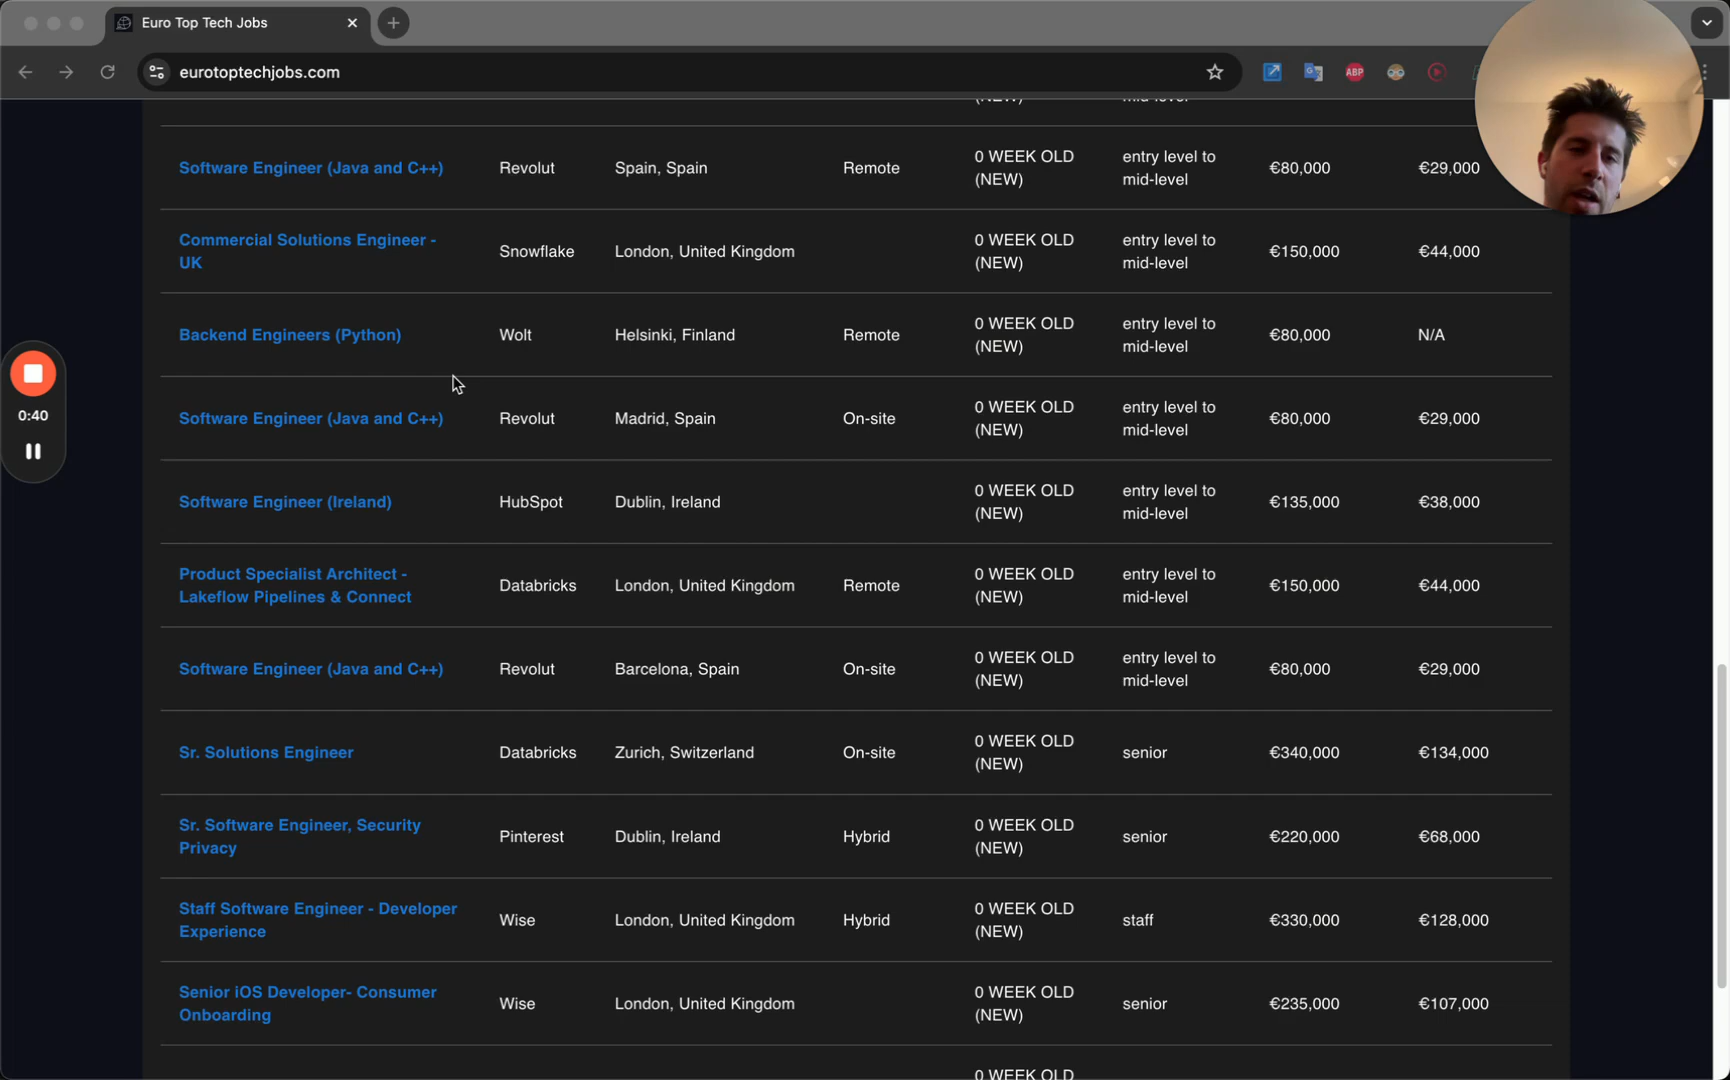 Euro Top Tech Jobs
eurotoptechjobs.com
ABP
(NEW) mid-level
Software Engineer (Java and C++) Revolut Spain, Spain Remote 0 WEEK OLD (NEW) entry level to mid-level €80,000 €29,000
Commercial Solutions Engineer - UK Snowflake London, United Kingdom 0 WEEK OLD (NEW) entry level to mid-level €150,000 €44,000
Backend Engineers (Python) Wolt Helsinki, Finland Remote 0 WEEK OLD (NEW) entry level to mid-level €80,000 N/A
0:40
Software Engineer (Java and C++) Revolut Madrid, Spain On-site 0 WEEK OLD (NEW) entry level to mid-level €80,000 €29,000
Software Engineer (Ireland) HubSpot Dublin, Ireland 0 WEEK OLD (NEW) entry level to mid-level €135,000 €38,000
Product Specialist Architect - Lakeflow Pipelines & Connect Databricks London, United Kingdom Remote 0 WEEK OLD (NEW) entry level to mid-level €150,000 €44,000
Software Engineer (Java and C++) Revolut Barcelona, Spain On-site 0 WEEK OLD (NEW) entry level to mid-level €80,000 €29,000
Sr. Solutions Engineer Databricks Zurich, Switzerland On-site 0 WEEK OLD (NEW) senior €340,000 €134,000
Sr. Software Engineer, Security Privacy Pinterest Dublin, Ireland Hybrid 0 WEEK OLD (NEW) senior €220,000 €68,000
Staff Software Engineer - Developer Experience Wise London, United Kingdom Hybrid 0 WEEK OLD (NEW) staff €330,000 €128,000
Senior iOS Developer- Consumer Onboarding Wise London, United Kingdom 0 WEEK OLD (NEW) senior €235,000 €107,000
0 WEEK OLD